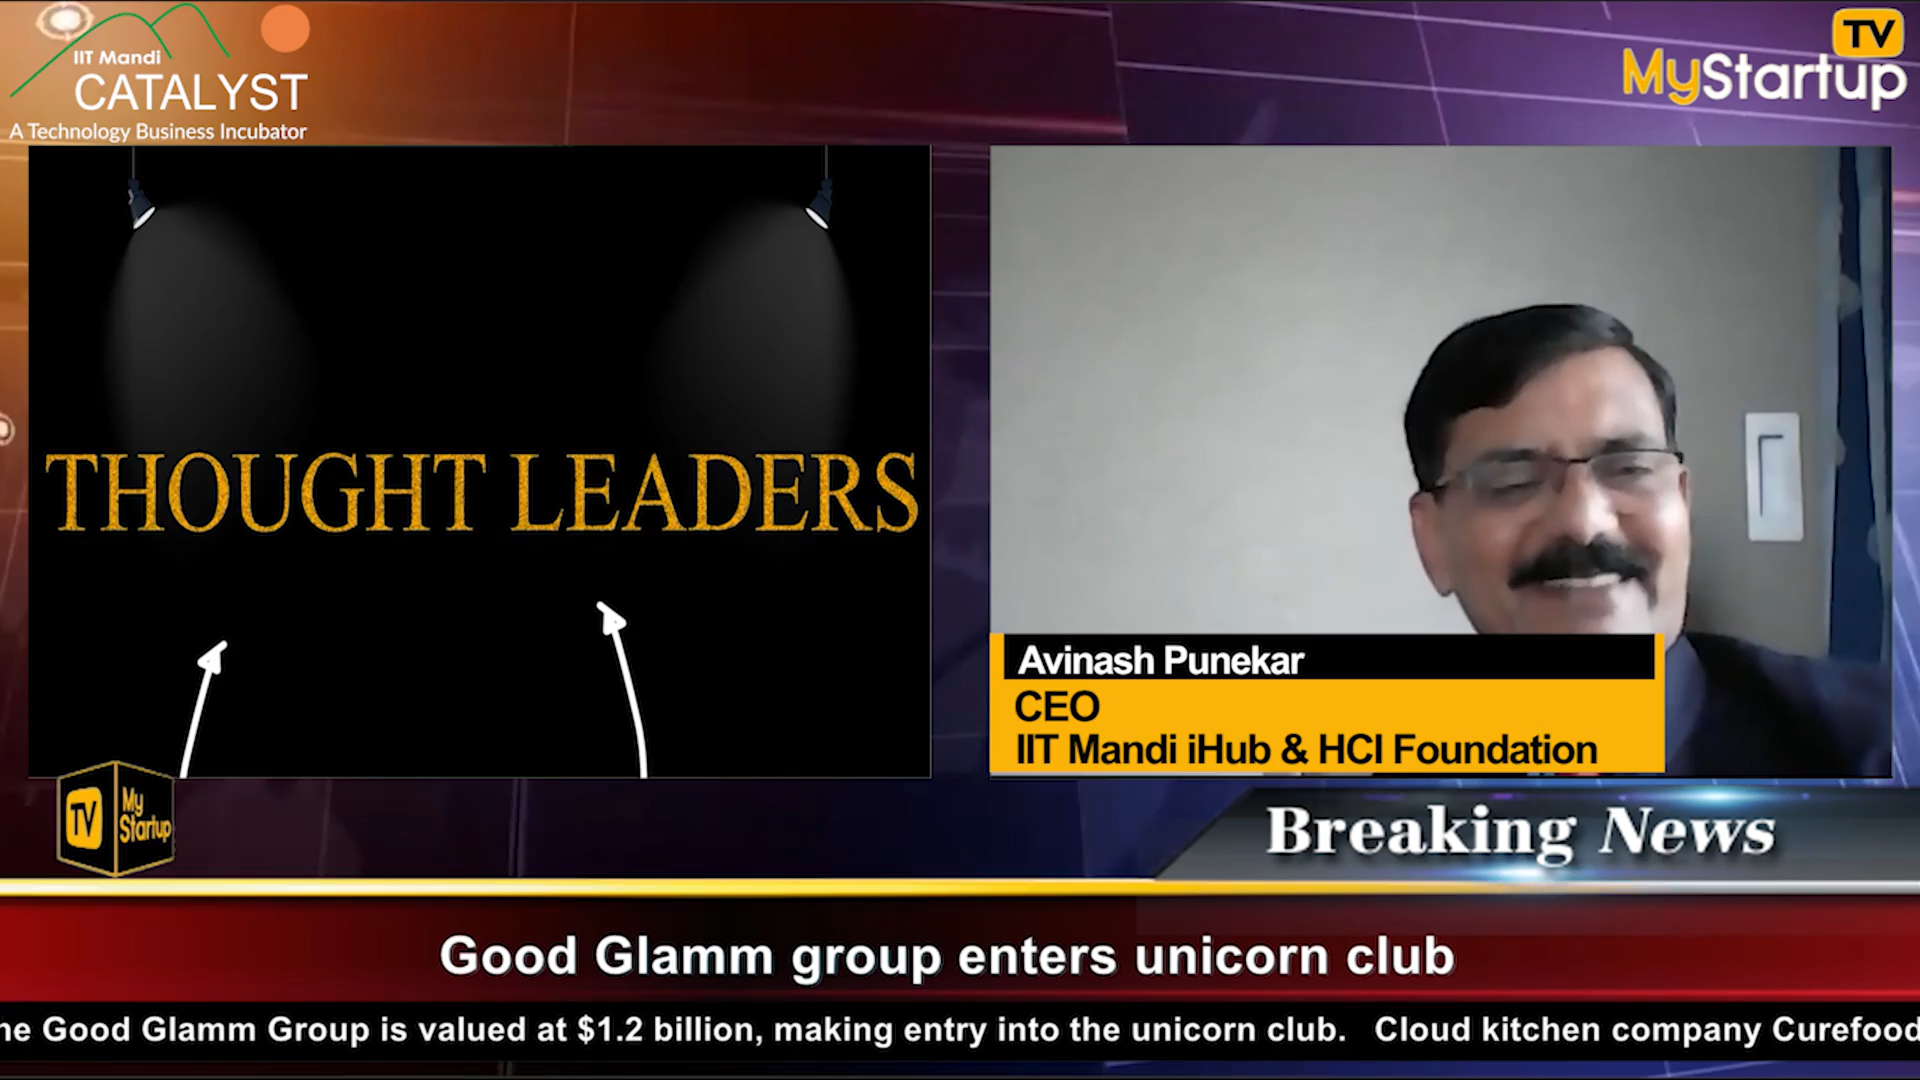 IIT Mandi
CATALYST
A Technology Business Incubator
TV
MyStartup
THOUGHT LEADERS
Avinash Punekar
CEO
IIT Mandi iHub & HCI Foundation
TV
My
Startup
Breaking News
Good Glamm group enters unicorn club
Good Glamm Group is valued at $1.2 billion, making entry into the unicorn club. Cloud kitchen company